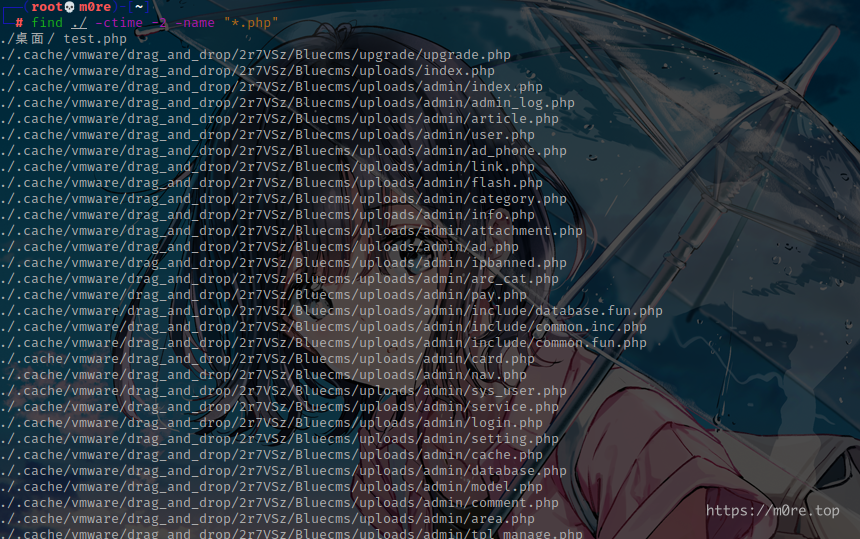 (root💀m0re)-[~]
# find ./ -ctime -2 -name "*.php"
./桌面/ test.php
./.cache/vmware/drag_and_drop/2r7VSz/Bluecms/upgrade/upgrade.php
./.cache/vmware/drag_and_drop/2r7VSz/Bluecms/uploads/index.php
./.cache/vmware/drag_and_drop/2r7VSz/Bluecms/uploads/admin/index.php
./.cache/vmware/drag_and_drop/2r7VSz/Bluecms/uploads/admin/admin_log.php
./.cache/vmware/drag_and_drop/2r7VSz/Bluecms/uploads/admin/article.php
./.cache/vmware/drag_and_drop/2r7VSz/Bluecms/uploads/admin/user.php
./.cache/vmware/drag_and_drop/2r7VSz/Bluecms/uploads/admin/ad_phone.php
./.cache/vmware/drag_and_drop/2r7VSz/Bluecms/uploads/admin/link.php
./.cache/vmware/drag_and_drop/2r7VSz/Bluecms/uploads/admin/flash.php
./.cache/vmware/drag_and_drop/2r7VSz/Bluecms/uploads/admin/category.php
./.cache/vmware/drag_and_drop/2r7VSz/Bluecms/uploads/admin/info.php
./.cache/vmware/drag_and_drop/2r7VSz/Bluecms/uploads/admin/attachment.php
./.cache/vmware/drag_and_drop/2r7VSz/Bluecms/uploads/admin/ad.php
./.cache/vmware/drag_and_drop/2r7VSz/Bluecms/uploads/admin/ipbanned.php
./.cache/vmware/drag_and_drop/2r7VSz/Bluecms/uploads/admin/arc_cat.php
./.cache/vmware/drag_and_drop/2r7VSz/Bluecms/uploads/admin/pay.php
./.cache/vmware/drag_and_drop/2r7VSz/Bluecms/uploads/admin/include/database.fun.php
./.cache/vmware/drag_and_drop/2r7VSz/Bluecms/uploads/admin/include/common.inc.php
./.cache/vmware/drag_and_drop/2r7VSz/Bluecms/uploads/admin/include/common.fun.php
./.cache/vmware/drag_and_drop/2r7VSz/Bluecms/uploads/admin/card.php
./.cache/vmware/drag_and_drop/2r7VSz/Bluecms/uploads/admin/nav.php
./.cache/vmware/drag_and_drop/2r7VSz/Bluecms/uploads/admin/sys_user.php
./.cache/vmware/drag_and_drop/2r7VSz/Bluecms/uploads/admin/service.php
./.cache/vmware/drag_and_drop/2r7VSz/Bluecms/uploads/admin/login.php
./.cache/vmware/drag_and_drop/2r7VSz/Bluecms/uploads/admin/setting.php
./.cache/vmware/drag_and_drop/2r7VSz/Bluecms/uploads/admin/cache.php
./.cache/vmware/drag_and_drop/2r7VSz/Bluecms/uploads/admin/database.php
./.cache/vmware/drag_and_drop/2r7VSz/Bluecms/uploads/admin/model.php
./.cache/vmware/drag_and_drop/2r7VSz/Bluecms/uploads/admin/comment.php
./.cache/vmware/drag_and_drop/2r7VSz/Bluecms/uploads/admin/area.php
./.cache/vmware/drag_and_drop/2r7VSz/Bluecms/uploads/admin/tpl_manage.php
https://m0re.top